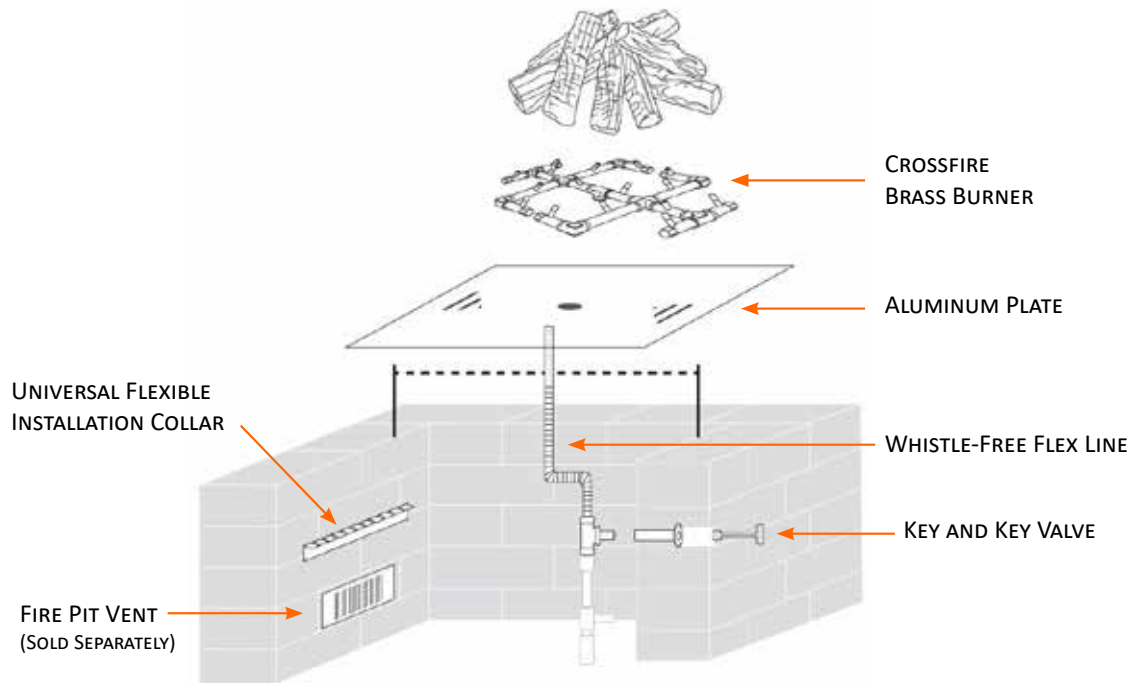 Crossfire
Brass Burner
Aluminum Plate
Universal Flexible
Installation Collar
Whistle-Free Flex Line
Key and Key Valve
Fire Pit Vent
(Sold Separately)